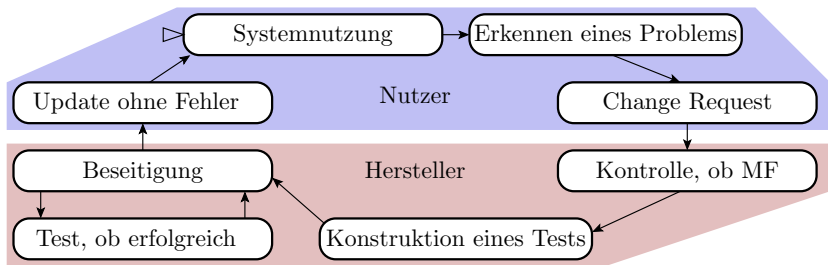 Systemnutzung
Erkennen eines Problems
Update ohne Fehler
Nutzer
Change Request
Beseitigung
Hersteller
Kontrolle, ob MF
Test, ob erfolgreich
Konstruktion eines Tests